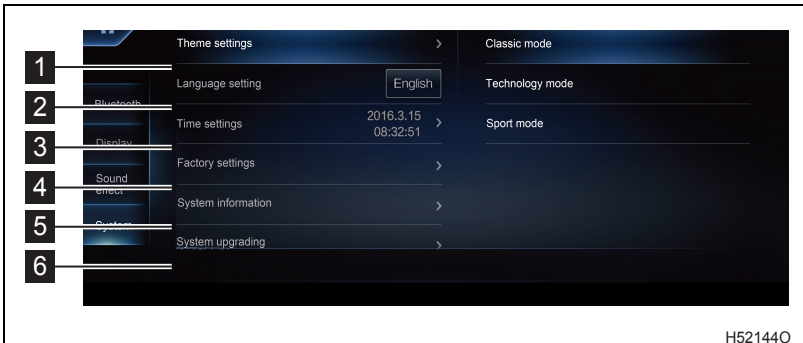 Theme settings > Classic mode
1
Language setting English Technology mode
2
Bluetooth
Time settings 2016.3.15 08:32:51 > Sport mode
3
Display
Factory settings >
4
Sound effect
System information >
5
System
System upgrading >
6
H52144O